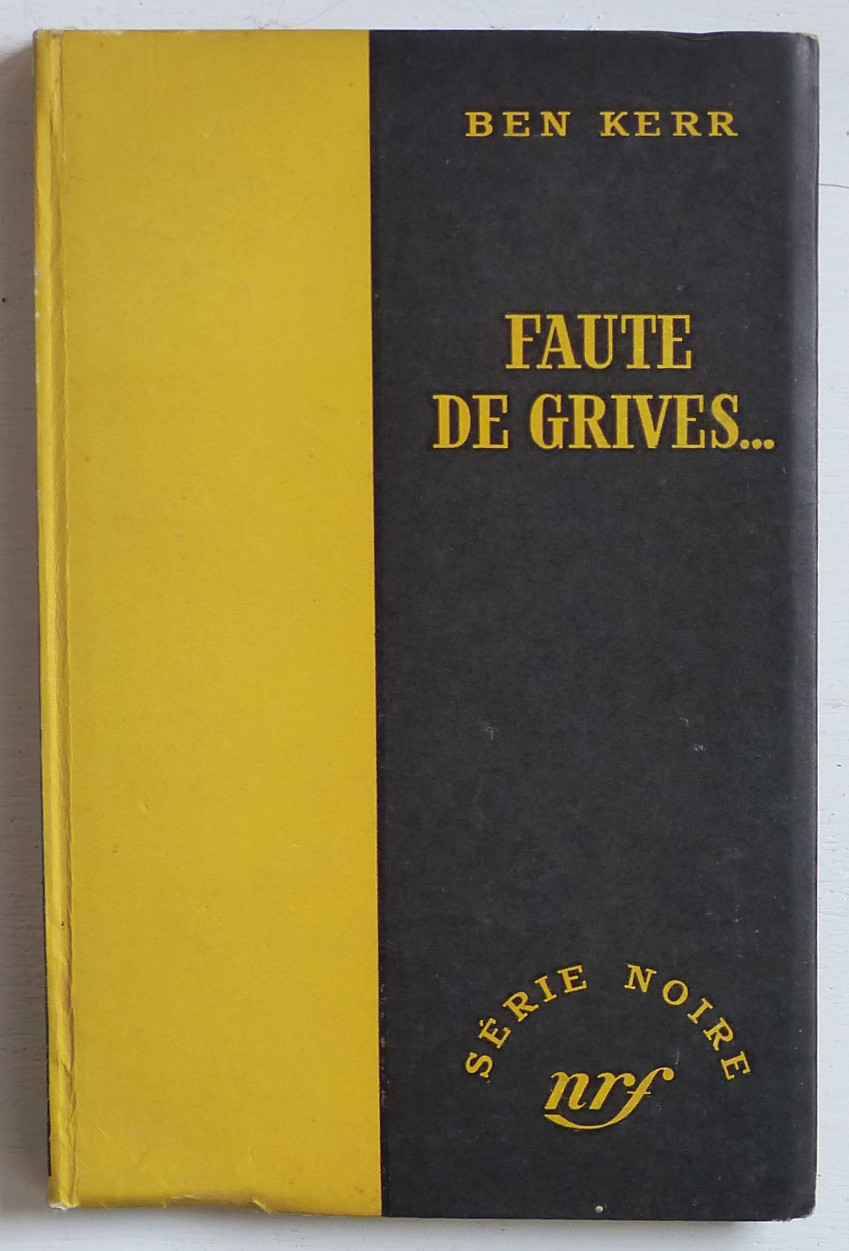 BEN KERR
FAUTE
DE GRIVES...
SÉRIE NOIRE
nrf